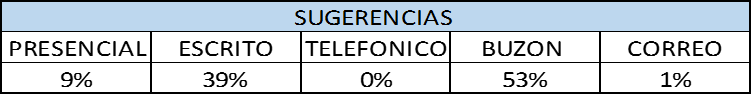 SUGERENCIAS
PRESENCIAL ESCRITO TELEFONICO BUZON CORREO
9% 39% 0% 53% 1%